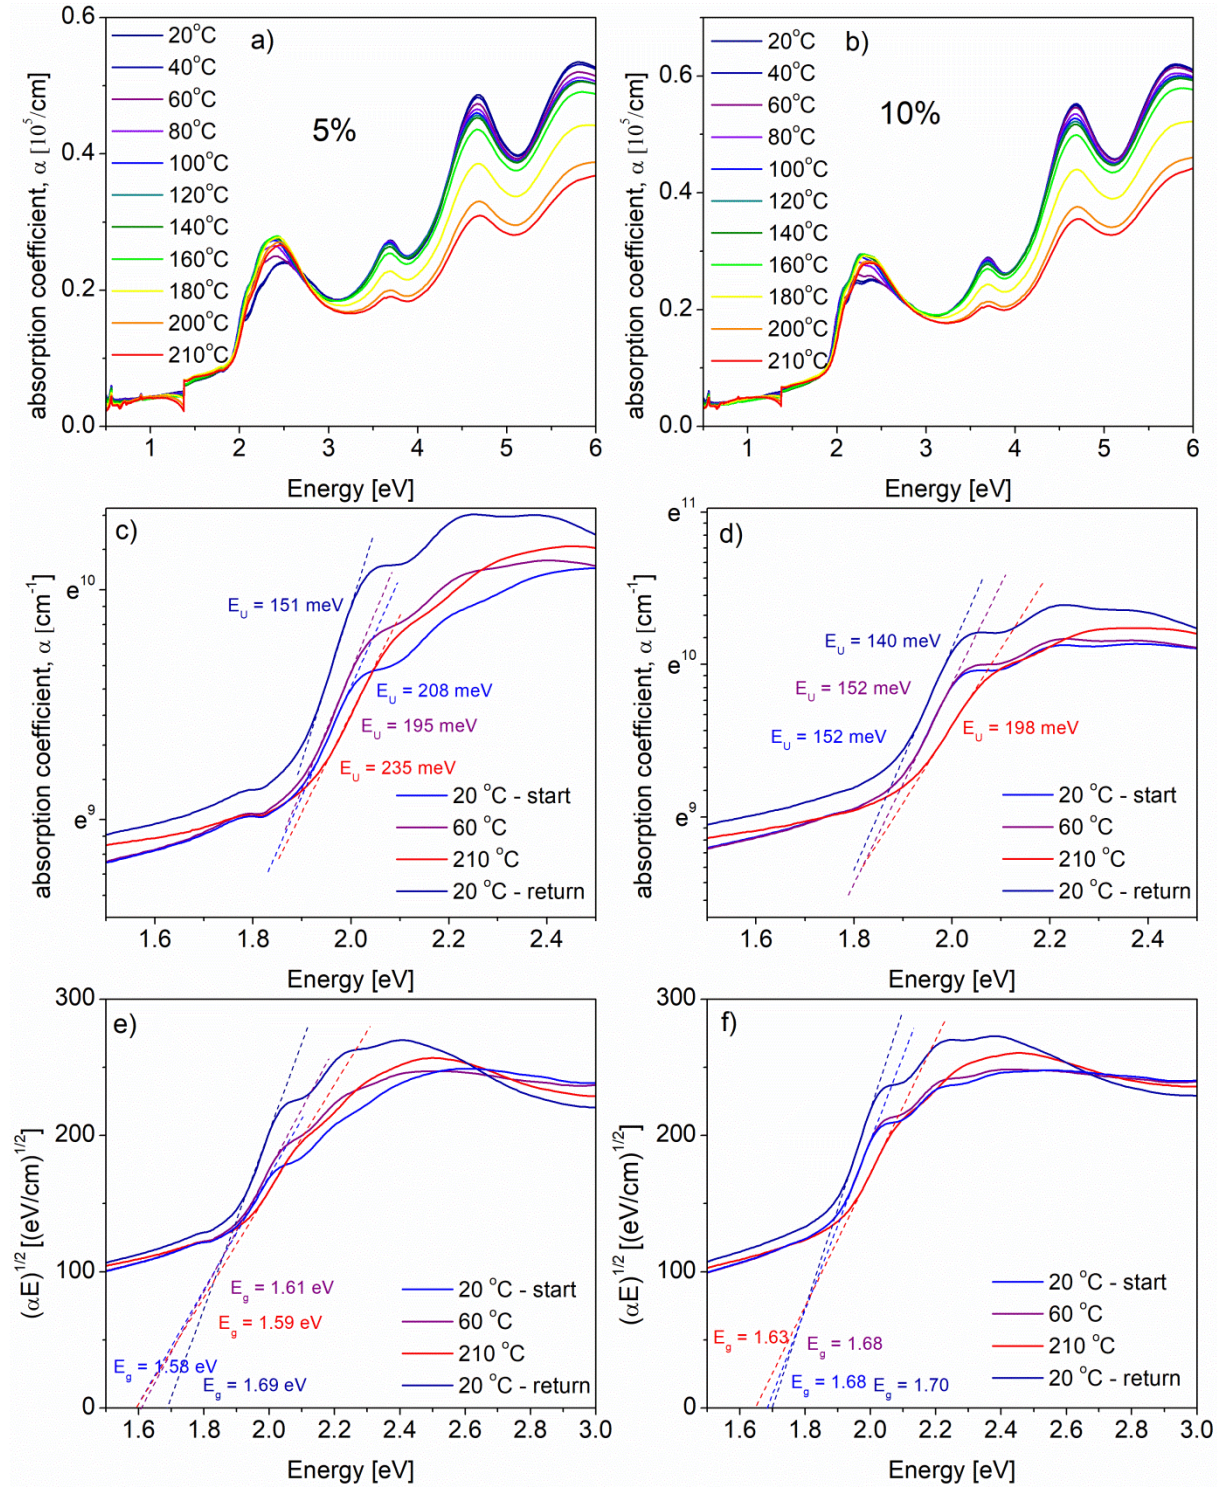 0.6
0.4
0.2
0.0
absorption coefficient, α [10⁵/cm]
20°C
40°C
60°C
80°C
100°C
120°C
140°C
160°C
180°C
200°C
210°C
a)
5%
1 2 3 4 5 6
Energy [eV]
0.6
0.4
0.2
0.0
absorption coefficient, α [10⁵/cm]
20°C
40°C
60°C
80°C
100°C
120°C
140°C
160°C
180°C
200°C
210°C
b)
10%
1 2 3 4 5 6
Energy [eV]
c)
e¹⁰
e⁹
absorption coefficient, α [cm⁻¹]
E_U = 151 meV
E_U = 208 meV
E_U = 195 meV
E_U = 235 meV
20 °C - start
60 °C
210 °C
20 °C - return
1.6 1.8 2.0 2.2 2.4
Energy [eV]
d)
e¹¹
e¹⁰
e⁹
absorption coefficient, α [cm⁻¹]
E_U = 140 meV
E_U = 152 meV
E_U = 152 meV
E_U = 198 meV
20 °C - start
60 °C
210 °C
20 °C - return
1.6 1.8 2.0 2.2 2.4
Energy [eV]
e)
300
200
100
0
(αE)¹ᐟ² [(eV/cm)¹ᐟ²]
E_g = 1.61 eV
E_g = 1.59 eV
E_g = 1.58 eV
E_g = 1.69 eV
20 °C - start
60 °C
210 °C
20 °C - return
1.6 1.8 2.0 2.2 2.4 2.6 2.8 3.0
Energy [eV]
f)
300
200
100
0
(αE)¹ᐟ² [(eV/cm)¹ᐟ²]
E_g = 1.63
E_g = 1.68
E_g = 1.68
E_g = 1.70
20 °C - start
60 °C
210 °C
20 °C - return
1.6 1.8 2.0 2.2 2.4 2.6 2.8 3.0
Energy [eV]